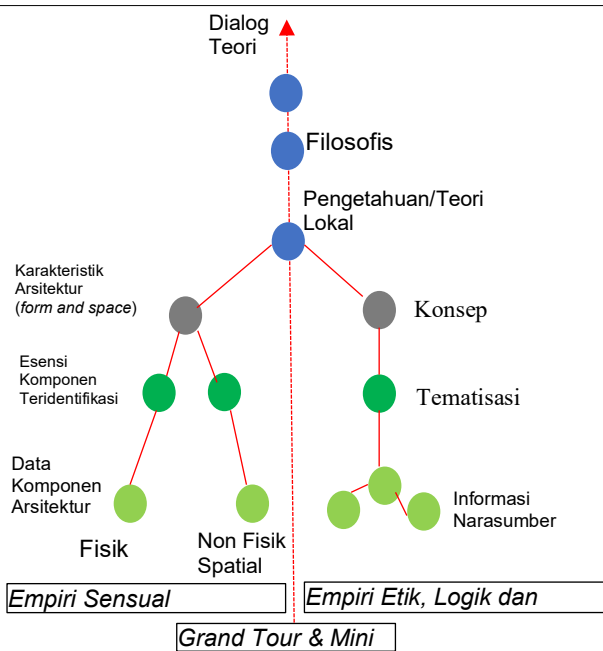 Dialog
Teori
Filosofis
Pengetahuan/Teori
Lokal
Karakteristik
Arsitektur
(form and space)
Konsep
Esensi
Komponen
Teridentifikasi
Tematisasi
Data
Komponen
Arsitektur
Informasi
Narasumber
Fisik
Non Fisik
Spatial
Empiri Sensual
Empiri Etik, Logik dan
Grand Tour & Mini